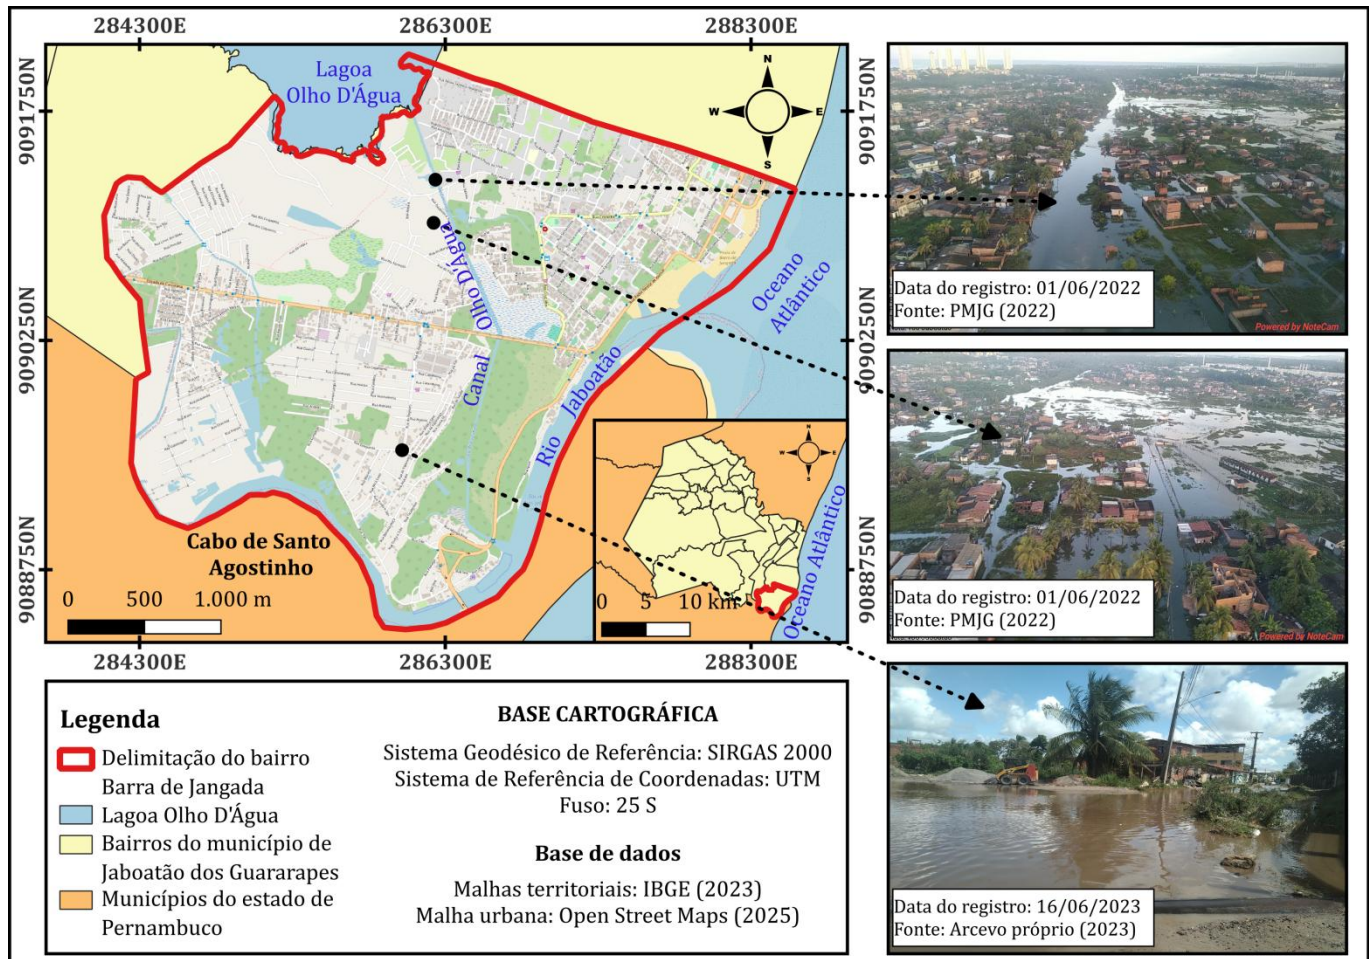 284300E
286300E
288300E
9091750N
9090250N
9088750N
Lagoa
Olho D'Água
N
W
E
S
Olho D'Água
Canal
Rio Jaboatão
Oceano
Atlântico
Cabo de Santo
Agostinho
0 500 1.000 m
N
W
E
S
0 5 10 km
Oceano Atlântico
9091750N
9090250N
9088750N
284300E
286300E
288300E
Data do registro: 01/06/2022
Fonte: PMJG (2022)
Powered by NoteCam
Data do registro: 01/06/2022
Fonte: PMJG (2022)
Powered by NoteCam
Data do registro: 16/06/2023
Fonte: Arcevo próprio (2023)
Legenda
Delimitação do bairro
Barra de Jangada
Lagoa Olho D'Água
Bairros do município de
Jaboatão dos Guararapes
Municípios do estado de
Pernambuco
BASE CARTOGRÁFICA
Sistema Geodésico de Referência: SIRGAS 2000
Sistema de Referência de Coordenadas: UTM
Fuso: 25 S
Base de dados
Malhas territoriais: IBGE (2023)
Malha urbana: Open Street Maps (2025)